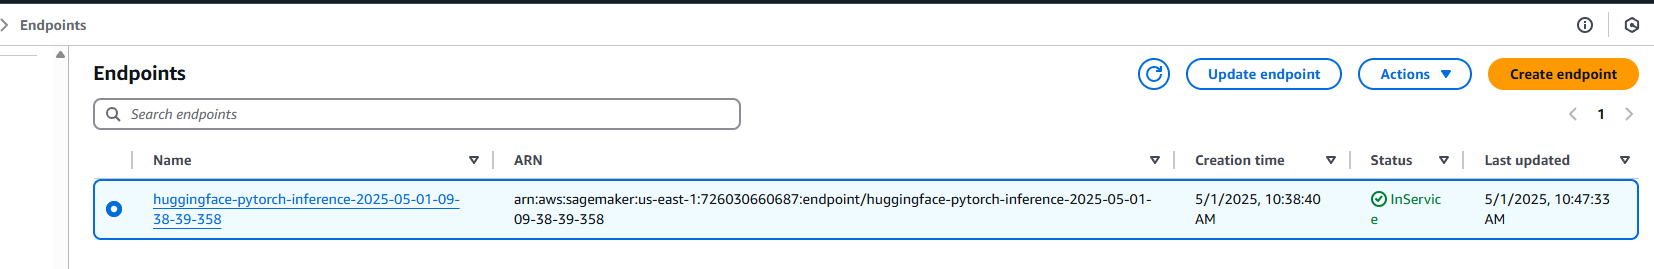 Endpoints
Endpoints
Update endpoint
Actions
Create endpoint
Search endpoints
1
Name
ARN
Creation time
Status
Last updated
huggingface-pytorch-inference-2025-05-01-09-
38-39-358
arn:aws:sagemaker:us-east-1:726030660687:endpoint/huggingface-pytorch-inference-2025-05-01-
09-38-39-358
5/1/2025, 10:38:40
AM
InServic
e
5/1/2025, 10:47:33
AM